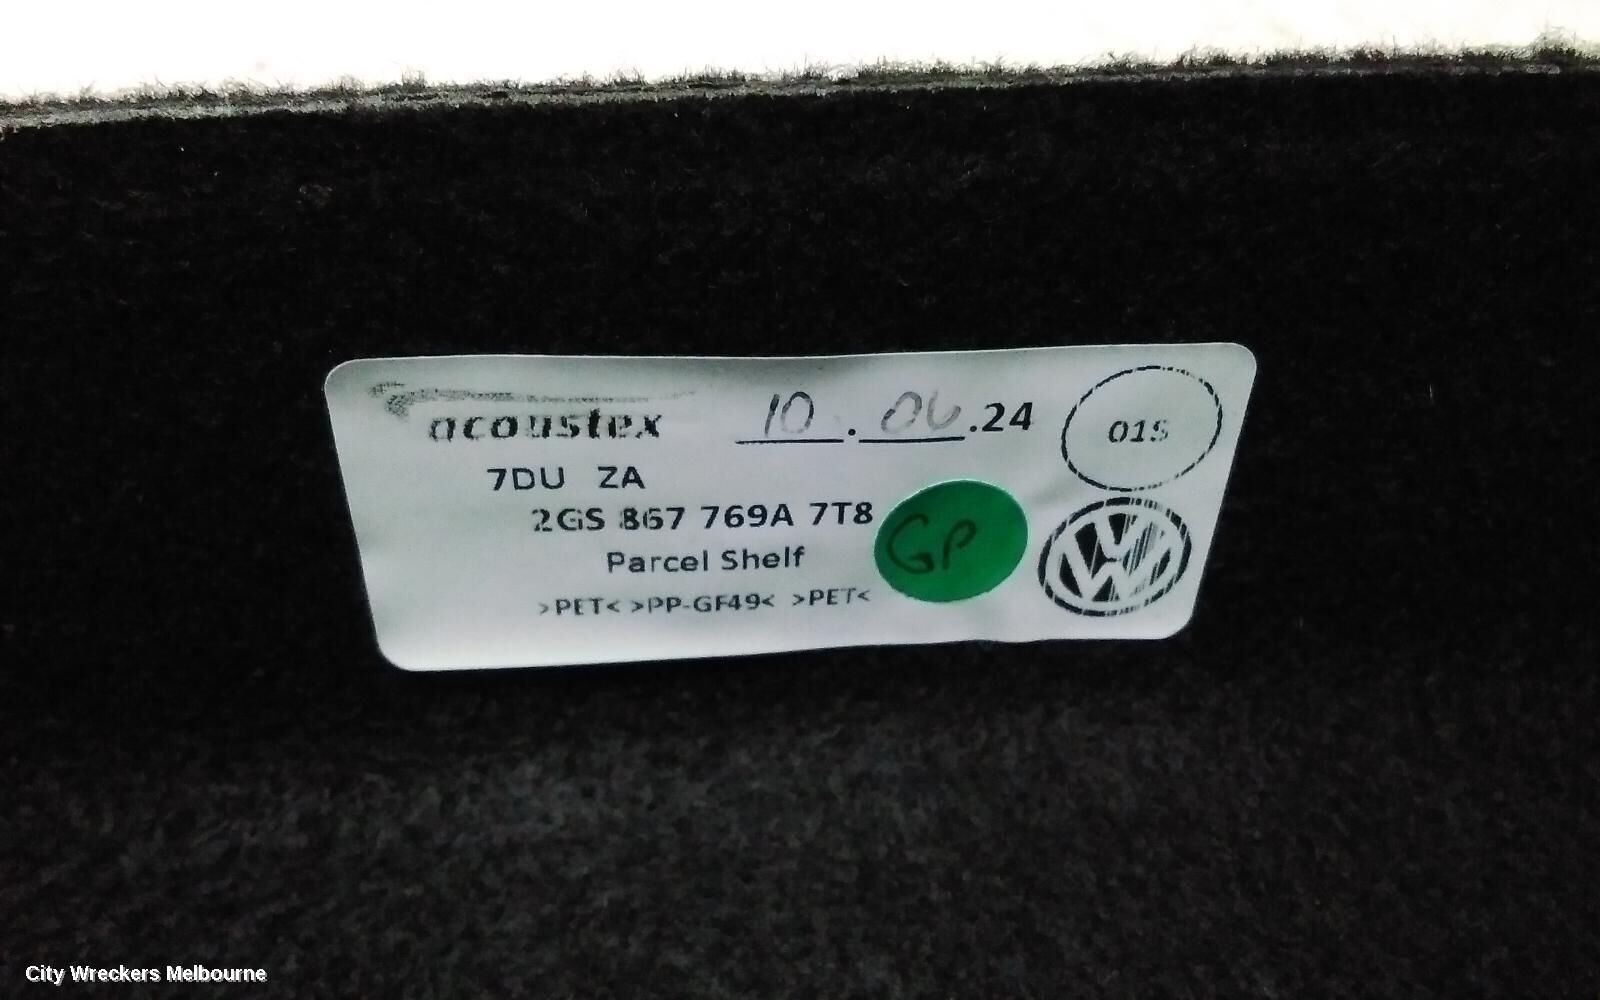 acoustex 10.06.24 01S
7DU ZA
2GS 867 769A 7T8
GP
Parcel Shelf
>PET< >PP-GF49< >PET<
City Wreckers Melbourne